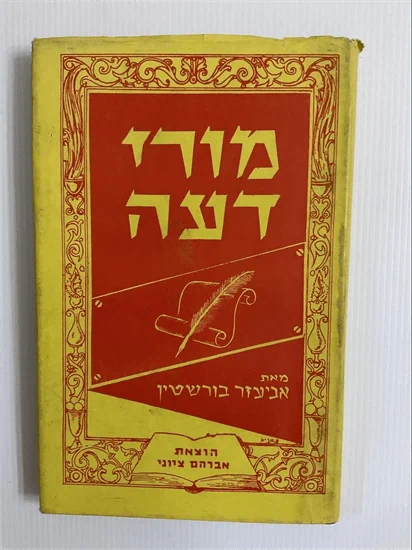 מורי
דעה
מאת
אביעזר בורשטין
הוצאת
אברהם ציוני